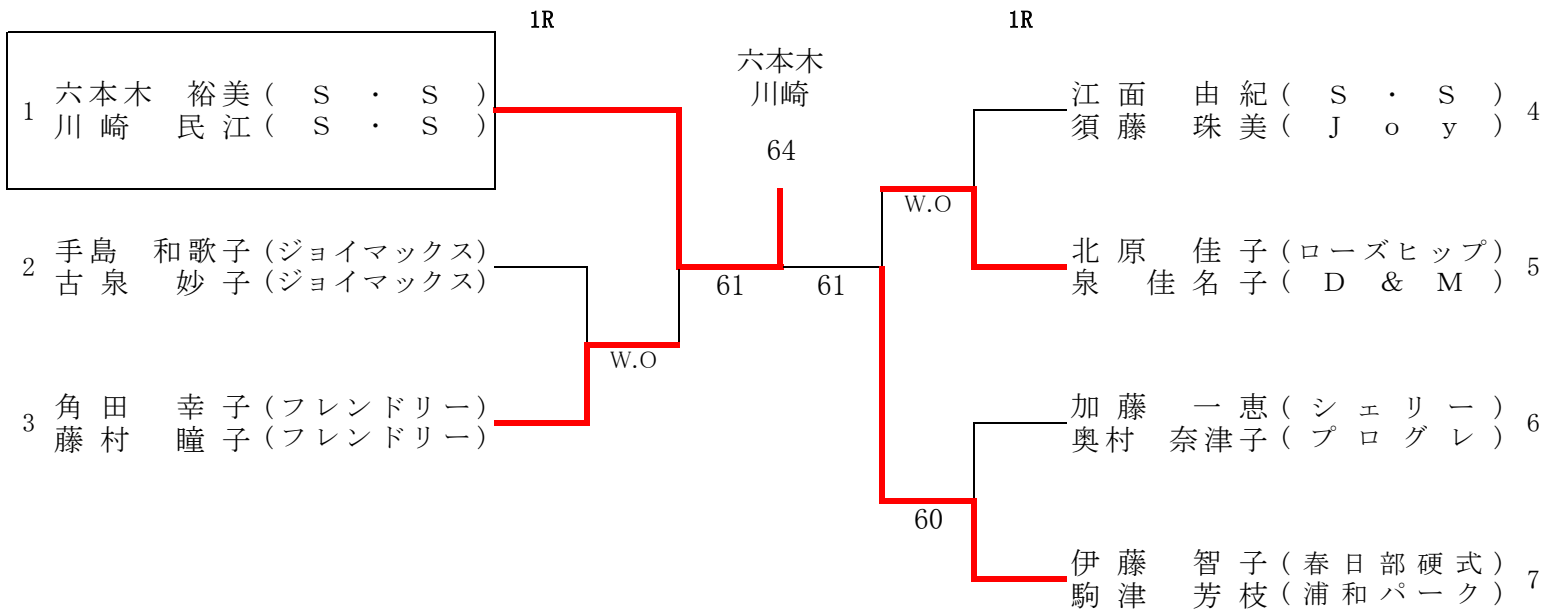 1R
1R
六本木
川崎
64
1 六本木 裕美 ( S ・ S )
川崎 民江 ( S ・ S )
2 手島 和歌子 (ジョイマックス)
古泉 妙子 (ジョイマックス)
3 角田 幸子 (フレンドリー)
藤村 瞳子 (フレンドリー)
W.O
61
61
W.O
60
江面 由紀 ( S ・ S ) 4
須藤 珠美 ( J o y )
北原 佳子 (ローズヒップ) 5
泉 佳名子 ( D & M )
加藤 一恵 ( シェリー ) 6
奥村 奈津子 ( プログレ )
伊藤 智子 ( 春日部硬式 ) 7
駒津 芳枝 ( 浦和パーク )